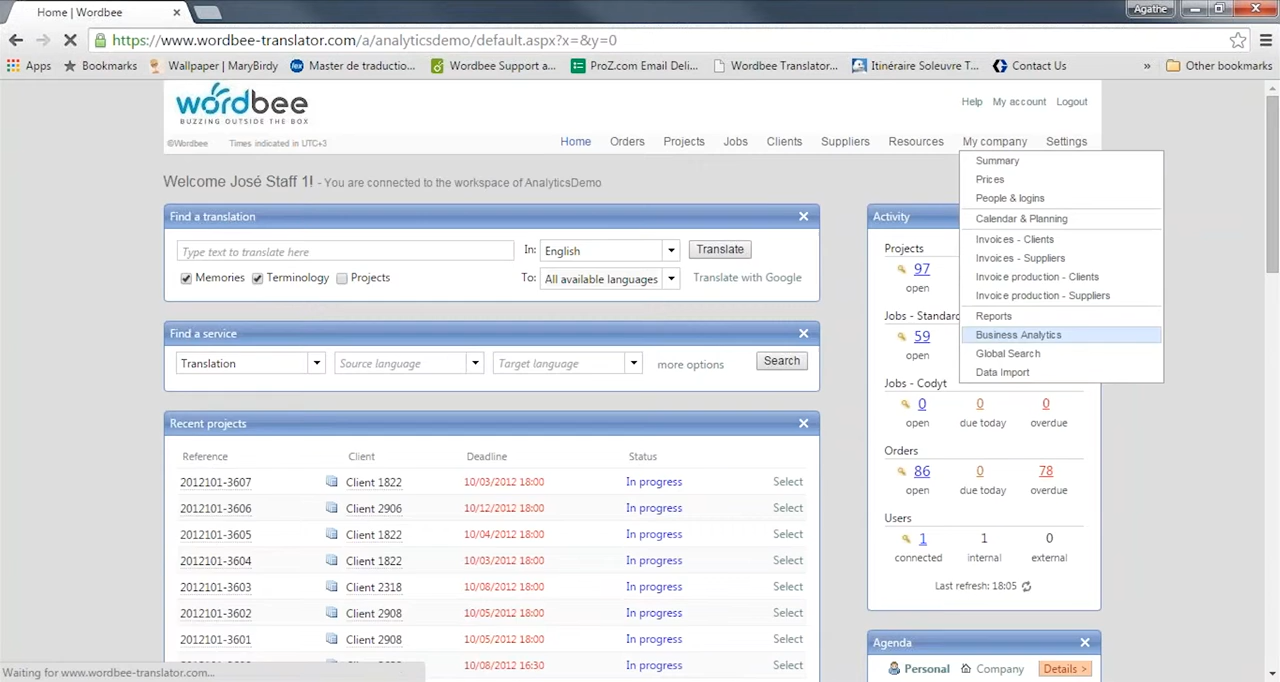 Home | Wordbee
Agathe
https://www.wordbee-translator.com/a/analyticsdemo/default.aspx?x=&y=0
Apps Bookmarks Wallpaper | MaryBirdy Master de traductio... Wordbee Support a... ProZ.com Email Deli... Wordbee Translator... Itinéraire Soleuvre T... Contact Us » Other bookmarks
wordbee
BUZZING OUTSIDE THE BOX
Help My account Logout
©Wordbee Times indicated in UTC+3
Home Orders Projects Jobs Clients Suppliers Resources My company Settings
Summary
Prices
People & logins
Calendar & Planning
Invoices - Clients
Invoices - Suppliers
Invoice production - Clients
Invoice production - Suppliers
Reports
Business Analytics
Global Search
Data Import
Welcome José Staff 1! - You are connected to the workspace of AnalyticsDemo
Find a translation
Type text to translate here In: English Translate
Memories Terminology Projects To: All available languages Translate with Google
Find a service
Translation Source language Target language more options Search
Recent projects
Reference Client Deadline Status
2012101-3607 Client 1822 10/03/2012 18:00 In progress Select
2012101-3606 Client 2906 10/12/2012 18:00 In progress Select
2012101-3605 Client 1822 10/04/2012 18:00 In progress Select
2012101-3604 Client 1822 10/03/2012 18:00 In progress Select
2012101-3603 Client 2318 10/08/2012 18:00 In progress Select
2012101-3602 Client 2908 10/05/2012 18:00 In progress Select
2012101-3601 Client 2908 10/05/2012 18:00 In progress Select
10/08/2012 16:30 In progress Select
Activity
Projects
97
open
Jobs - Standard
59
open
Jobs - Codyt
0 0 0
open due today overdue
Orders
86 0 78
open due today overdue
Users
1 1 0
connected internal external
Last refresh: 18:05
Agenda
Personal Company Details >
Waiting for www.wordbee-translator.com...